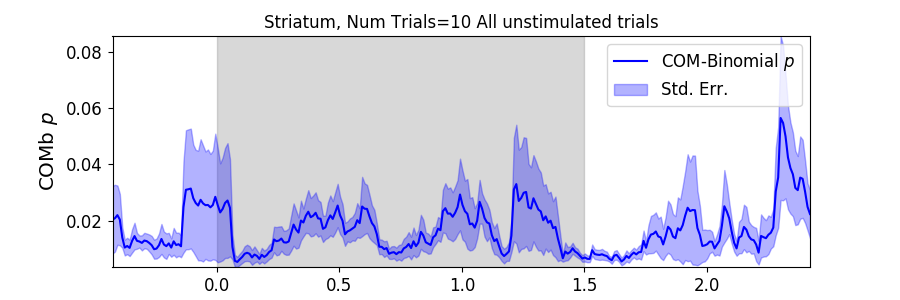 Striatum, Num Trials=10 All unstimulated trials
COMb p
0.08
0.06
0.04
0.02
COM-Binomial p
Std. Err.
0.0 0.5 1.0 1.5 2.0